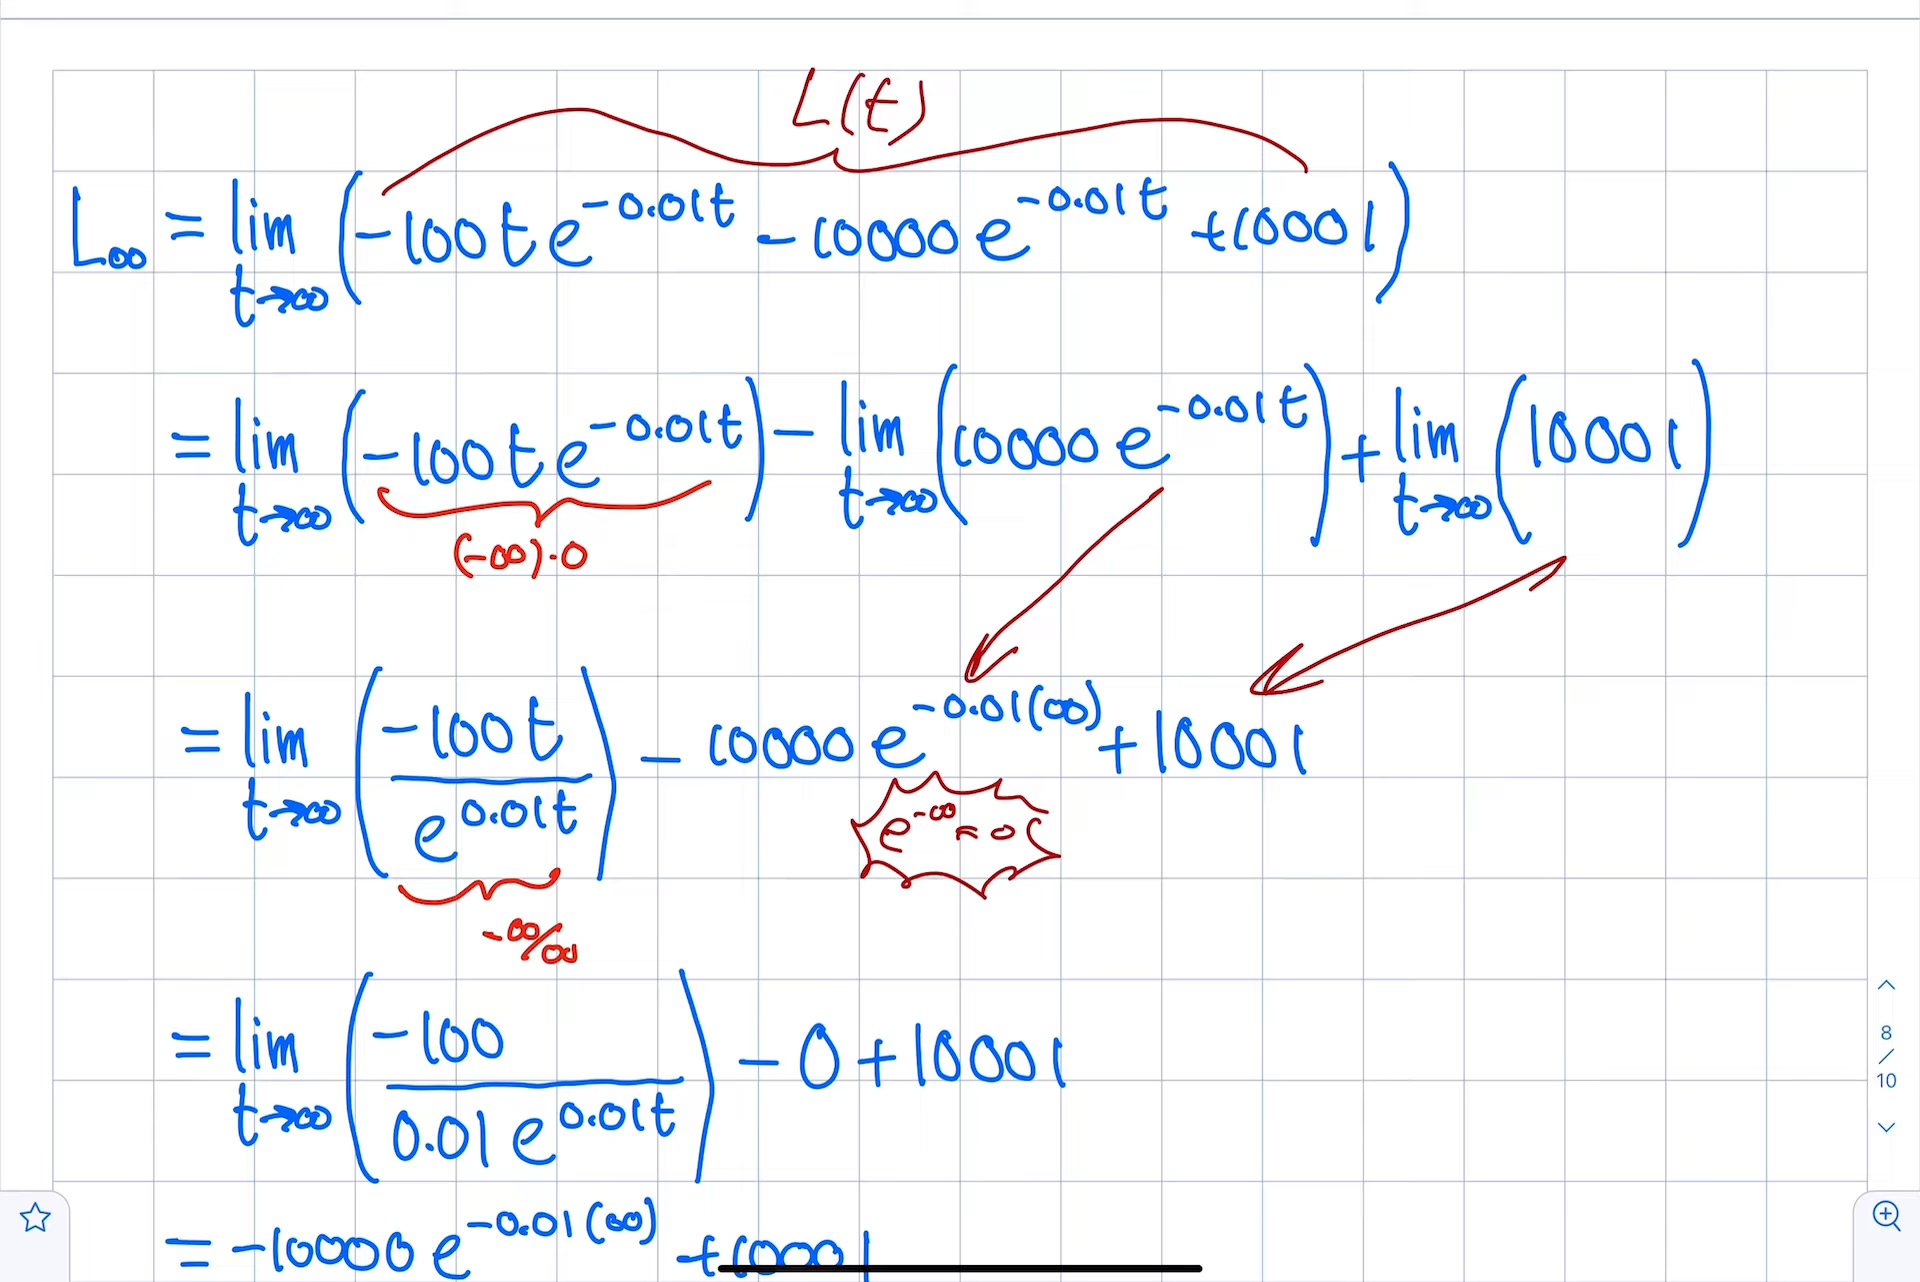 L(t)
L∞ = lim t→∞ (-100te^-0.01t - 10000e^-0.01t + 10001)
= lim t→∞ (-100te^-0.01t) - lim t→∞ (10000e^-0.01t) + lim t→∞ (10001)
(-∞)·0
= lim t→∞ (-100t / e^0.01t) - 10000e^-0.01(∞) + 10001
e^-∞ = 0
-∞/∞
= lim t→∞ (-100 / 0.01e^0.01t) - 0 + 10001
= -10000e^-0.01(∞) + 10001
8
/
10